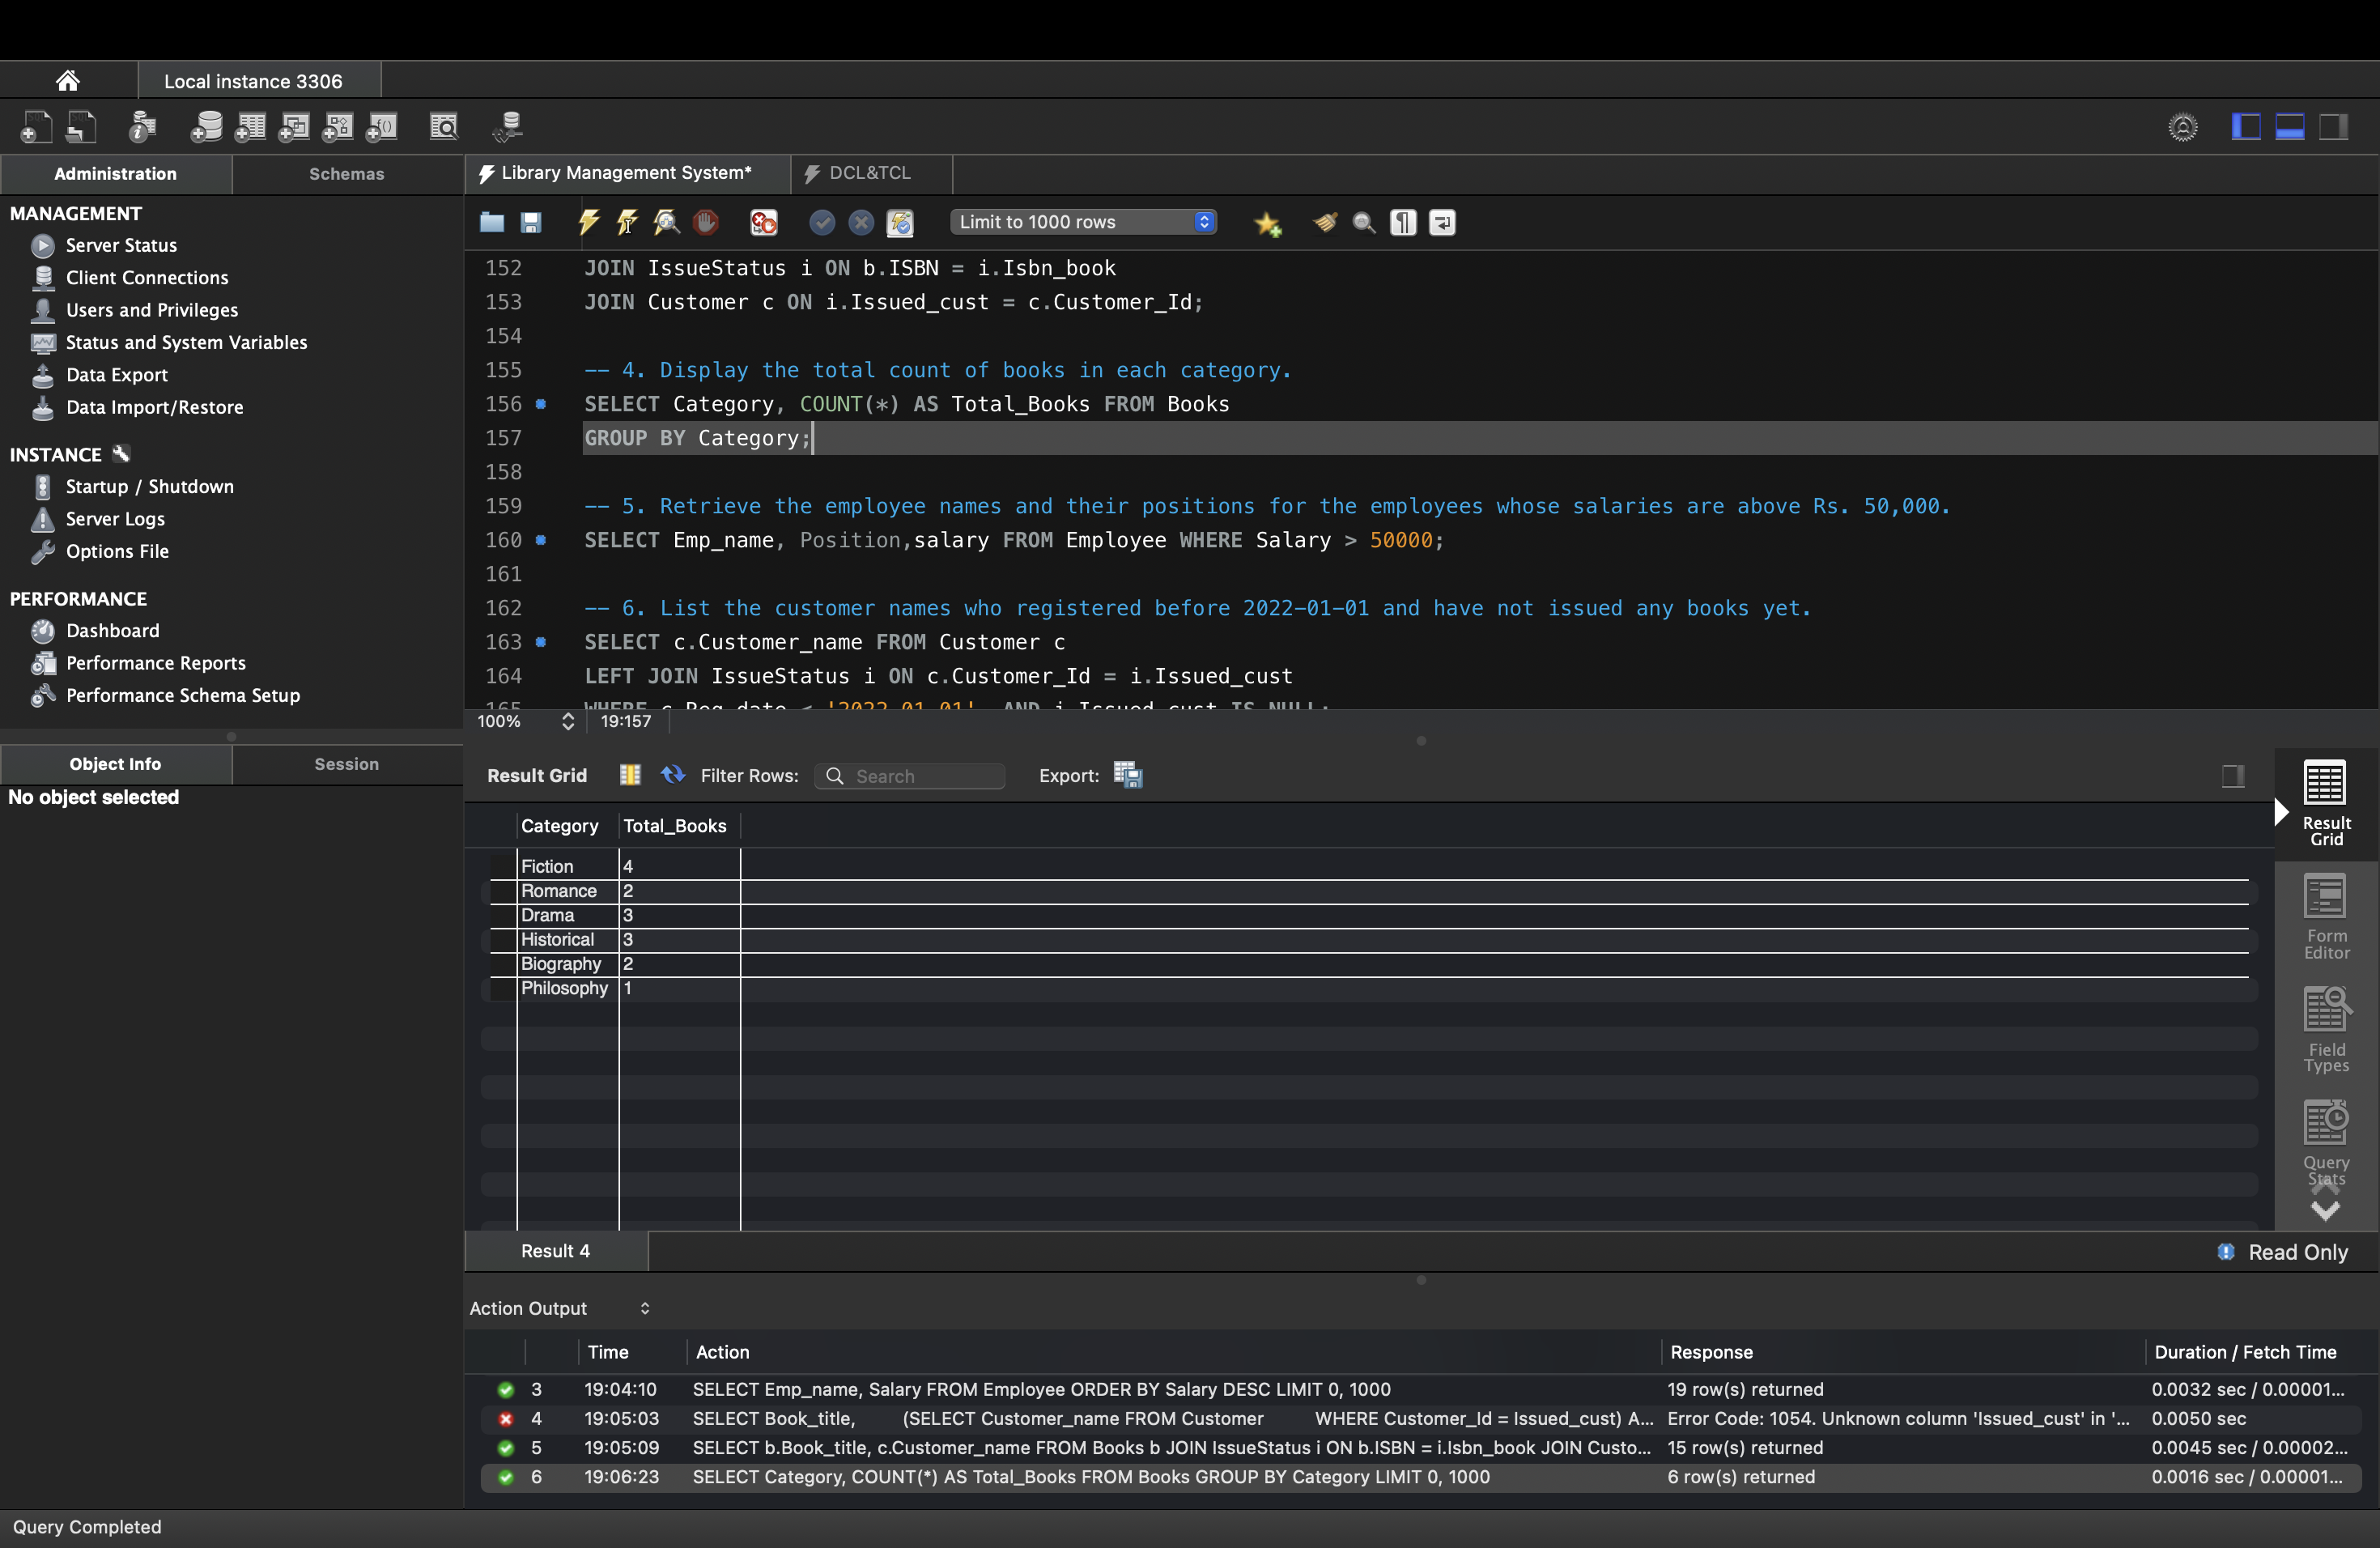 Local instance 3306
Administration
Schemas
Library Management System*
DCL&TCL
MANAGEMENT
Server Status
Client Connections
Users and Privileges
Status and System Variables
Data Export
Data Import/Restore
INSTANCE
Startup / Shutdown
Server Logs
Options File
PERFORMANCE
Dashboard
Performance Reports
Performance Schema Setup
Object Info
Session
No object selected
Limit to 1000 rows
152 JOIN IssueStatus i ON b.ISBN = i.Isbn_book
153 JOIN Customer c ON i.Issued_cust = c.Customer_Id;
154
155 -- 4. Display the total count of books in each category.
156 SELECT Category, COUNT(*) AS Total_Books FROM Books
157 GROUP BY Category;
158
159 -- 5. Retrieve the employee names and their positions for the employees whose salaries are above Rs. 50,000.
160 SELECT Emp_name, Position,salary FROM Employee WHERE Salary > 50000;
161
162 -- 6. List the customer names who registered before 2022-01-01 and have not issued any books yet.
163 SELECT c.Customer_name FROM Customer c
164 LEFT JOIN IssueStatus i ON c.Customer_Id = i.Issued_cust
165 WHERE c.Reg_date < '2022-01-01' AND i.Issued_cust IS NULL;
100% 19:157
Result Grid Filter Rows: Search Export:
Category Total_Books
Fiction 4
Romance 2
Drama 3
Historical 3
Biography 2
Philosophy 1
Result
Grid
Form
Editor
Field
Types
Query
Stats
Result 4
Read Only
Action Output
Time Action Response Duration / Fetch Time
3 19:04:10 SELECT Emp_name, Salary FROM Employee ORDER BY Salary DESC LIMIT 0, 1000 19 row(s) returned 0.0032 sec / 0.00001...
4 19:05:03 SELECT Book_title, (SELECT Customer_name FROM Customer WHERE Customer_Id = Issued_cust) A... Error Code: 1054. Unknown column 'Issued_cust' in '... 0.0050 sec
5 19:05:09 SELECT b.Book_title, c.Customer_name FROM Books b JOIN IssueStatus i ON b.ISBN = i.Isbn_book JOIN Custo... 15 row(s) returned 0.0045 sec / 0.00002...
6 19:06:23 SELECT Category, COUNT(*) AS Total_Books FROM Books GROUP BY Category LIMIT 0, 1000 6 row(s) returned 0.0016 sec / 0.00001...
Query Completed